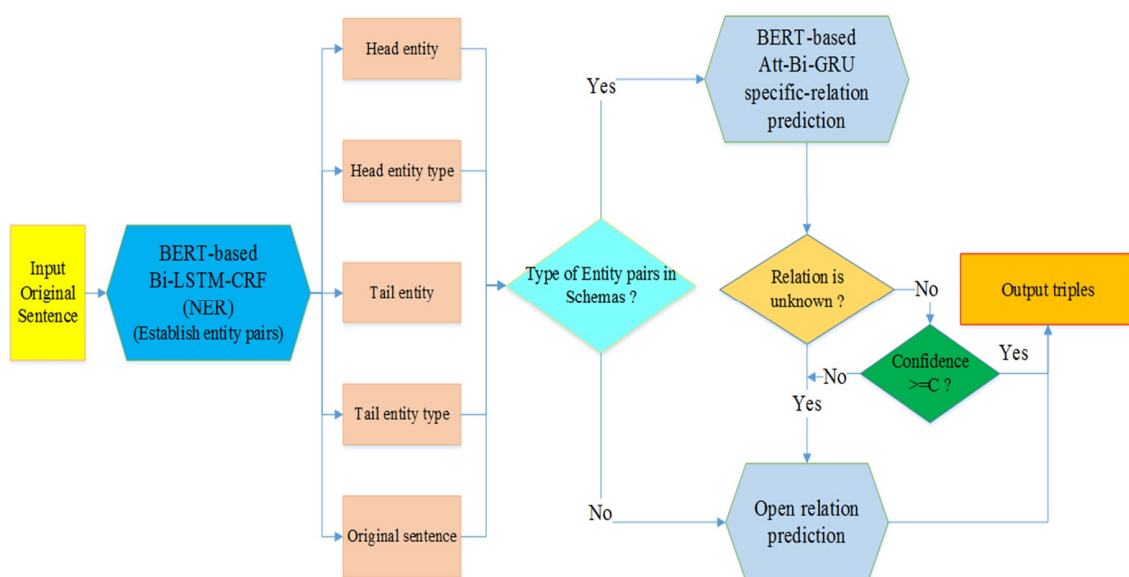 Input
Original
Sentence
BERT-based
Bi-LSTM-CRF
(NER)
(Establish entity pairs)
Head entity
Head entity type
Tail entity
Tail entity type
Original sentence
Type of Entity pairs in
Schemas ?
Yes
No
BERT-based
Att-Bi-GRU
specific-relation
prediction
Relation is
unknown ?
No
Yes
Confidence
>=C ?
No
Yes
Open relation
prediction
Output triples